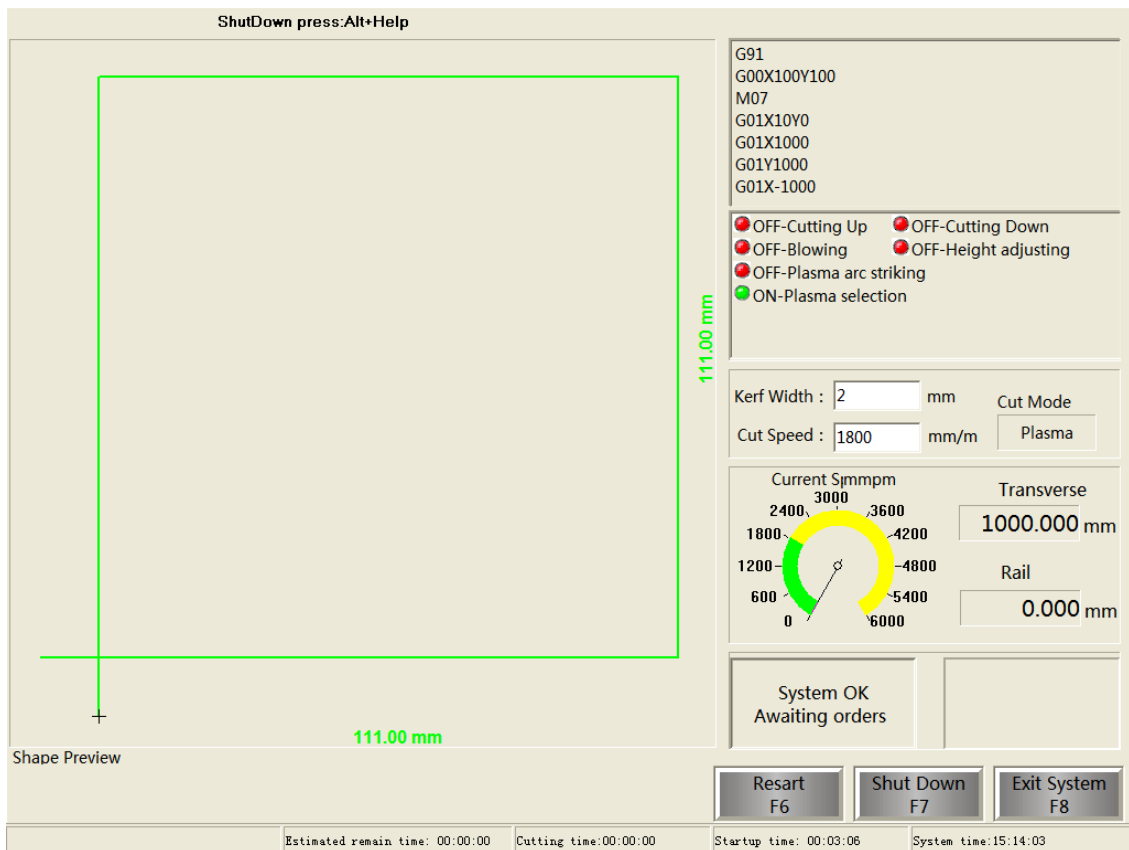 ShutDown press:Alt+Help
G91
G00X100Y100
M07
G01X10Y0
G01X1000
G01Y1000
G01X-1000
OFF-Cutting Up OFF-Cutting Down
OFF-Blowing OFF-Height adjusting
OFF-Plasma arc striking
ON-Plasma selection
111.00 mm
Kerf Width : 2 mm
Cut Speed : 1800 mm/m
Cut Mode
Plasma
Current Smmpm
3000
2400 3600
1800 4200
1200 4800
600 5400
0 6000
Transverse
1000.000 mm
Rail
0.000 mm
System OK
Awaiting orders
111.00 mm
Shape Preview
Resart
F6
Shut Down
F7
Exit System
F8
Estimated remain time: 00:00:00 Cutting time:00:00:00 Startup time: 00:03:06 System time:15:14:03